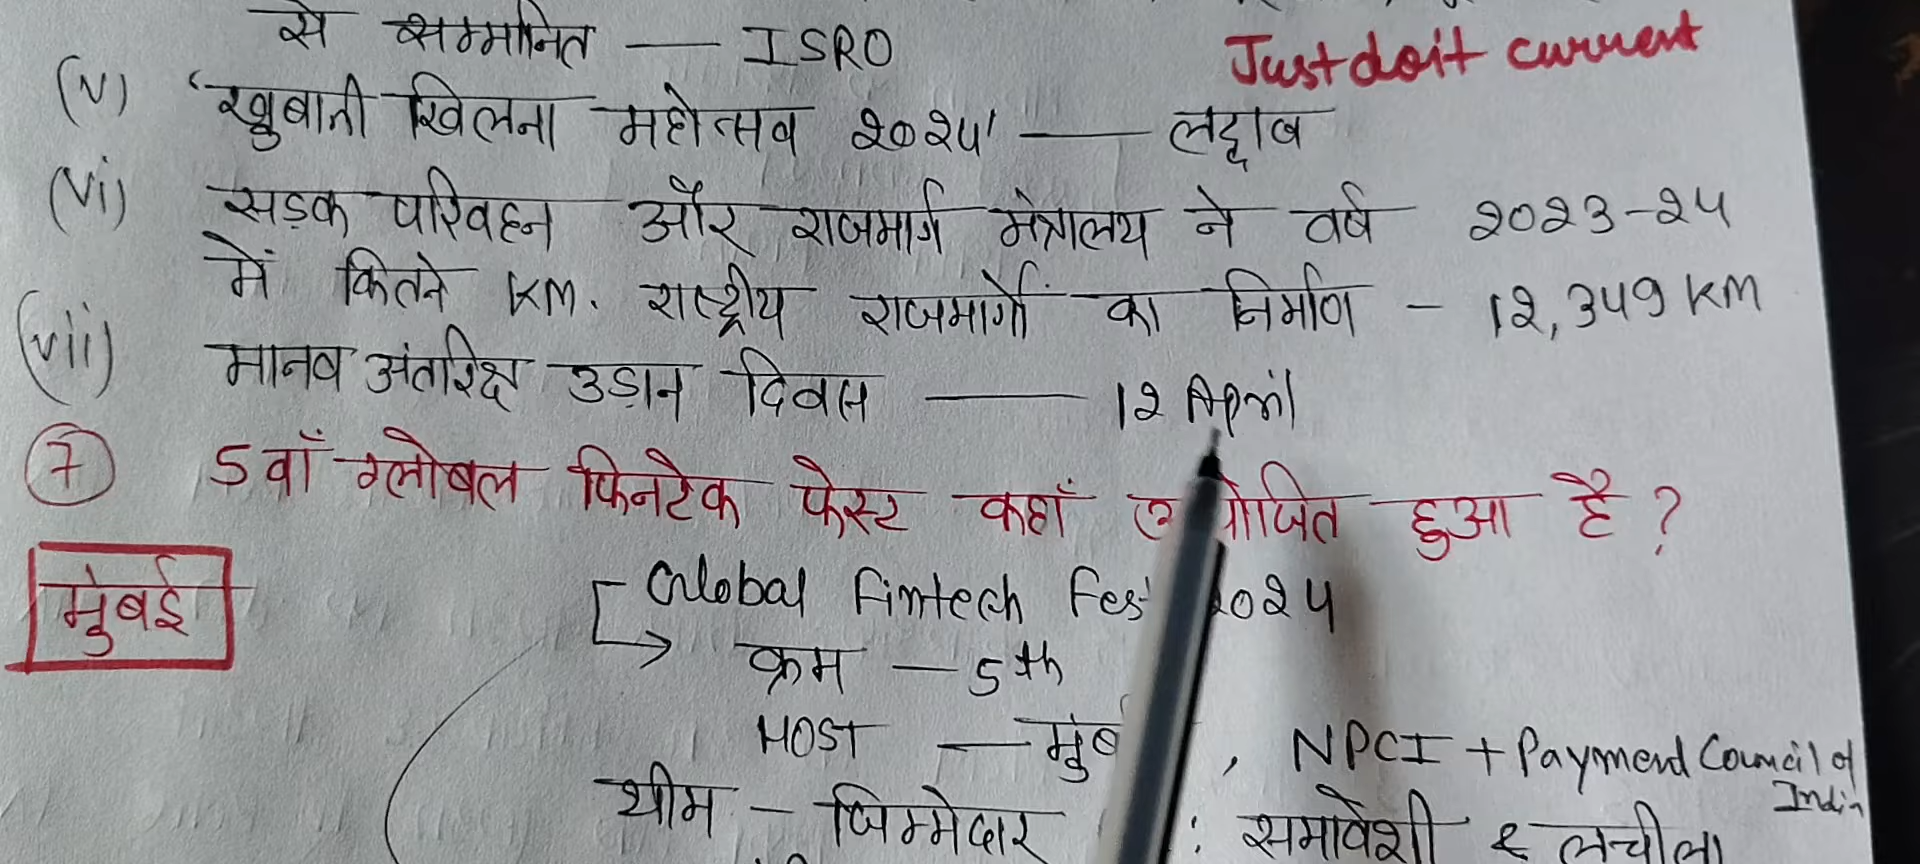 से सम्मानित — ISRO
Just do it current
(v) 'खुबानी खिलना महोत्सव 2024' — लद्दाख
(vi) सड़क परिवहन और राजमार्ग मंत्रालय ने वर्ष 2023-24
में कितने KM. राष्ट्रीय राजमार्गों का निर्माण - 12,349 KM
(vii) मानव अंतरिक्ष उड़ान दिवस — 12 April
7 5वाँ ग्लोबल फिनटेक फेस्ट कहाँ हुआ है ?
मुंबई
Global Fintech 2024
क्रम - 5th
HOST — , NPCI + Payment Council of
India
थीम - जिम्मेदार : समावेशी & लचीला